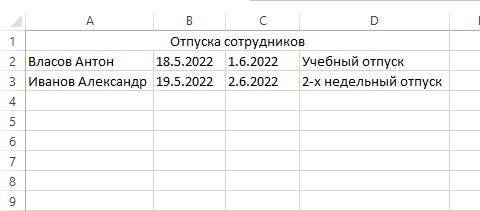 A B C D
1 Отпуска сотрудников
2 Власов Антон 18.5.2022 1.6.2022 Учебный отпуск
3 Иванов Александр 19.5.2022 2.6.2022 2-х недельный отпуск
4
5
6
7
8
9